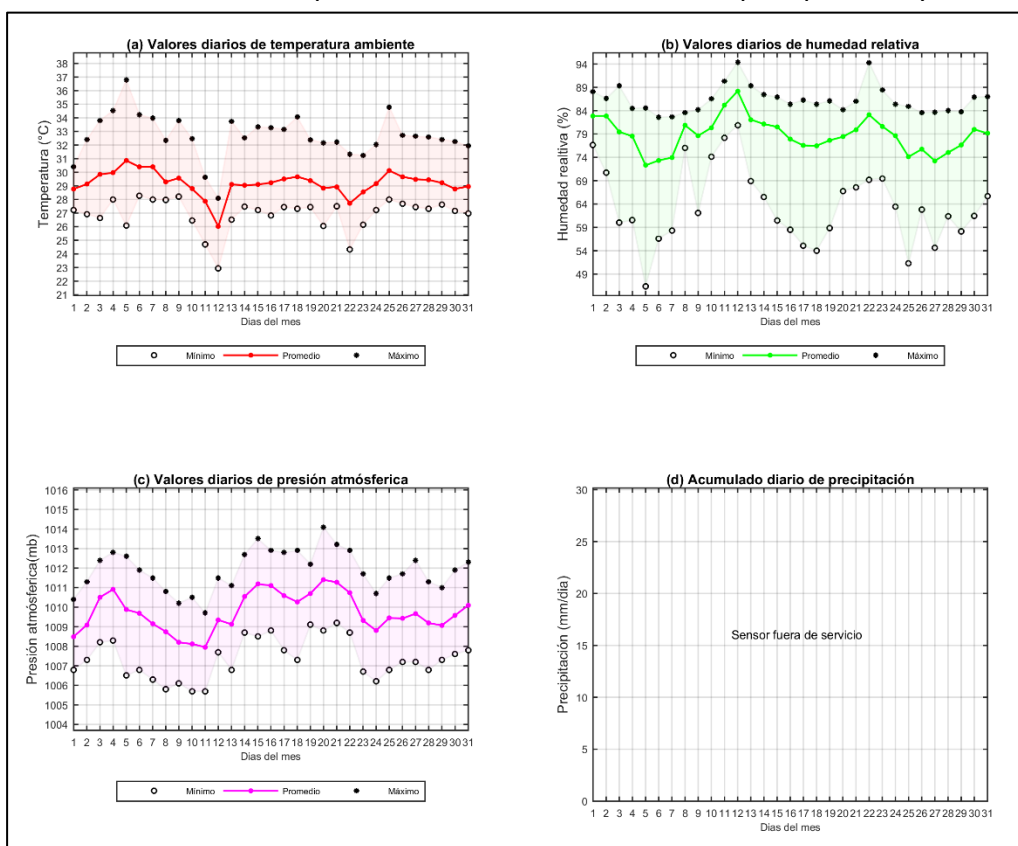 (a) Valores diarios de temperatura ambiente
Temperatura (°C)
38
37
36
35
34
33
32
31
30
29
28
27
26
25
24
23
22
21
1 2 3 4 5 6 7 8 9 10 11 12 13 14 15 16 17 18 19 20 21 22 23 24 25 26 27 28 29 30 31
Dias del mes
Mínimo Promedio Máximo
(b) Valores diarios de humedad relativa
Humedad realtiva (%)
94
89
84
79
74
69
64
59
54
49
1 2 3 4 5 6 7 8 9 10 11 12 13 14 15 16 17 18 19 20 21 22 23 24 25 26 27 28 29 30 31
Dias del mes
Mínimo Promedio Máximo
(c) Valores diarios de presión atmósferica
Presión atmósferica(mb)
1016
1014
1013
1012
1011
1010
1009
1008
1007
1006
1005
1004
1 2 3 4 5 6 7 8 9 10 11 12 13 14 15 16 17 18 19 20 21 22 23 24 25 26 27 28 29 30 31
Dias del mes
Mínimo Promedio Máximo
(d) Acumulado diario de precipitación
Precipitación (mm/dia)
30
25
20
15
10
5
0
Sensor fuera de servicio
1 2 3 4 5 6 7 8 9 10 11 12 13 14 15 16 17 18 19 20 21 22 23 24 25 26 27 28 29 30 31
Dias del mes